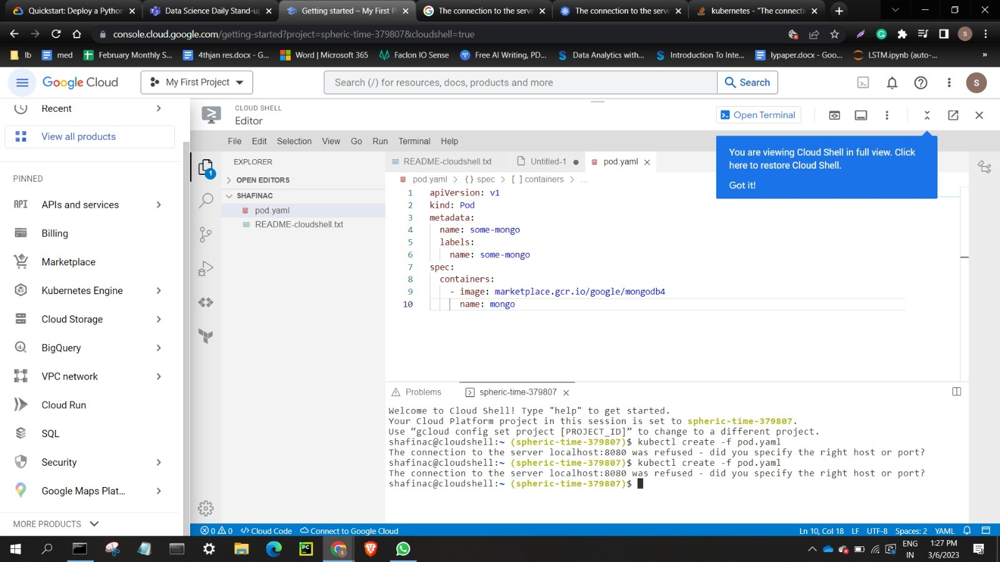 Quickstart: Deploy a Python
Data Science Daily Stand-up
Getting started – My First P
The connection to the serve
The connection to the serve
kubernetes - "The connecti
console.cloud.google.com/getting-started?project=spheric-time-379807&cloudshell=true
S
lb
med
February Monthly S...
4thjan res.docx - G...
Word | Microsoft 365
Faclon IO Sense
Free AI Writing, PD...
Data Analytics with...
Introduction To Inte...
lypaper.docx - Goo...
LSTM.ipynb (auto-...
»
Google Cloud
My First Project
Search (/) for resources, docs, products and more
Search
S
Recent
View all products
PINNED
API APIs and services
Billing
Marketplace
Kubernetes Engine
Cloud Storage
BigQuery
VPC network
Cloud Run
SQL
Security
Google Maps Plat...
MORE PRODUCTS
CLOUD SHELL
Editor
Open Terminal
You are viewing Cloud Shell in full view. Click
here to restore Cloud Shell.
Got it!
File Edit Selection View Go Run Terminal Help
1
EXPLORER
OPEN EDITORS
SHAFINAC
pod.yaml
README-cloudshell.txt
README-cloudshell.txt
Untitled-1
pod.yaml
pod.yaml > {} spec > [ ] containers > ...
1 apiVersion: v1
2 kind: Pod
3 metadata:
4 name: some-mongo
5 labels:
6 name: some-mongo
7 spec:
8 containers:
9 - image: marketplace.gcr.io/google/mongodb4
10 name: mongo
Problems
spheric-time-379807
Welcome to Cloud Shell! Type "help" to get started.
Your Cloud Platform project in this session is set to spheric-time-379807.
Use “gcloud config set project [PROJECT_ID]” to change to a different project.
shafinac@cloudshell:~ (spheric-time-379807)$ kubectl create -f pod.yaml
The connection to the server localhost:8080 was refused - did you specify the right host or port?
shafinac@cloudshell:~ (spheric-time-379807)$ kubectl create -f pod.yaml
The connection to the server localhost:8080 was refused - did you specify the right host or port?
shafinac@cloudshell:~ (spheric-time-379807)$
0 0 Cloud Code Connect to Google Cloud
Ln 10, Col 18 LF UTF-8 Spaces: 2 YAML
PC
ENG
IN
1:27 PM
3/6/2023